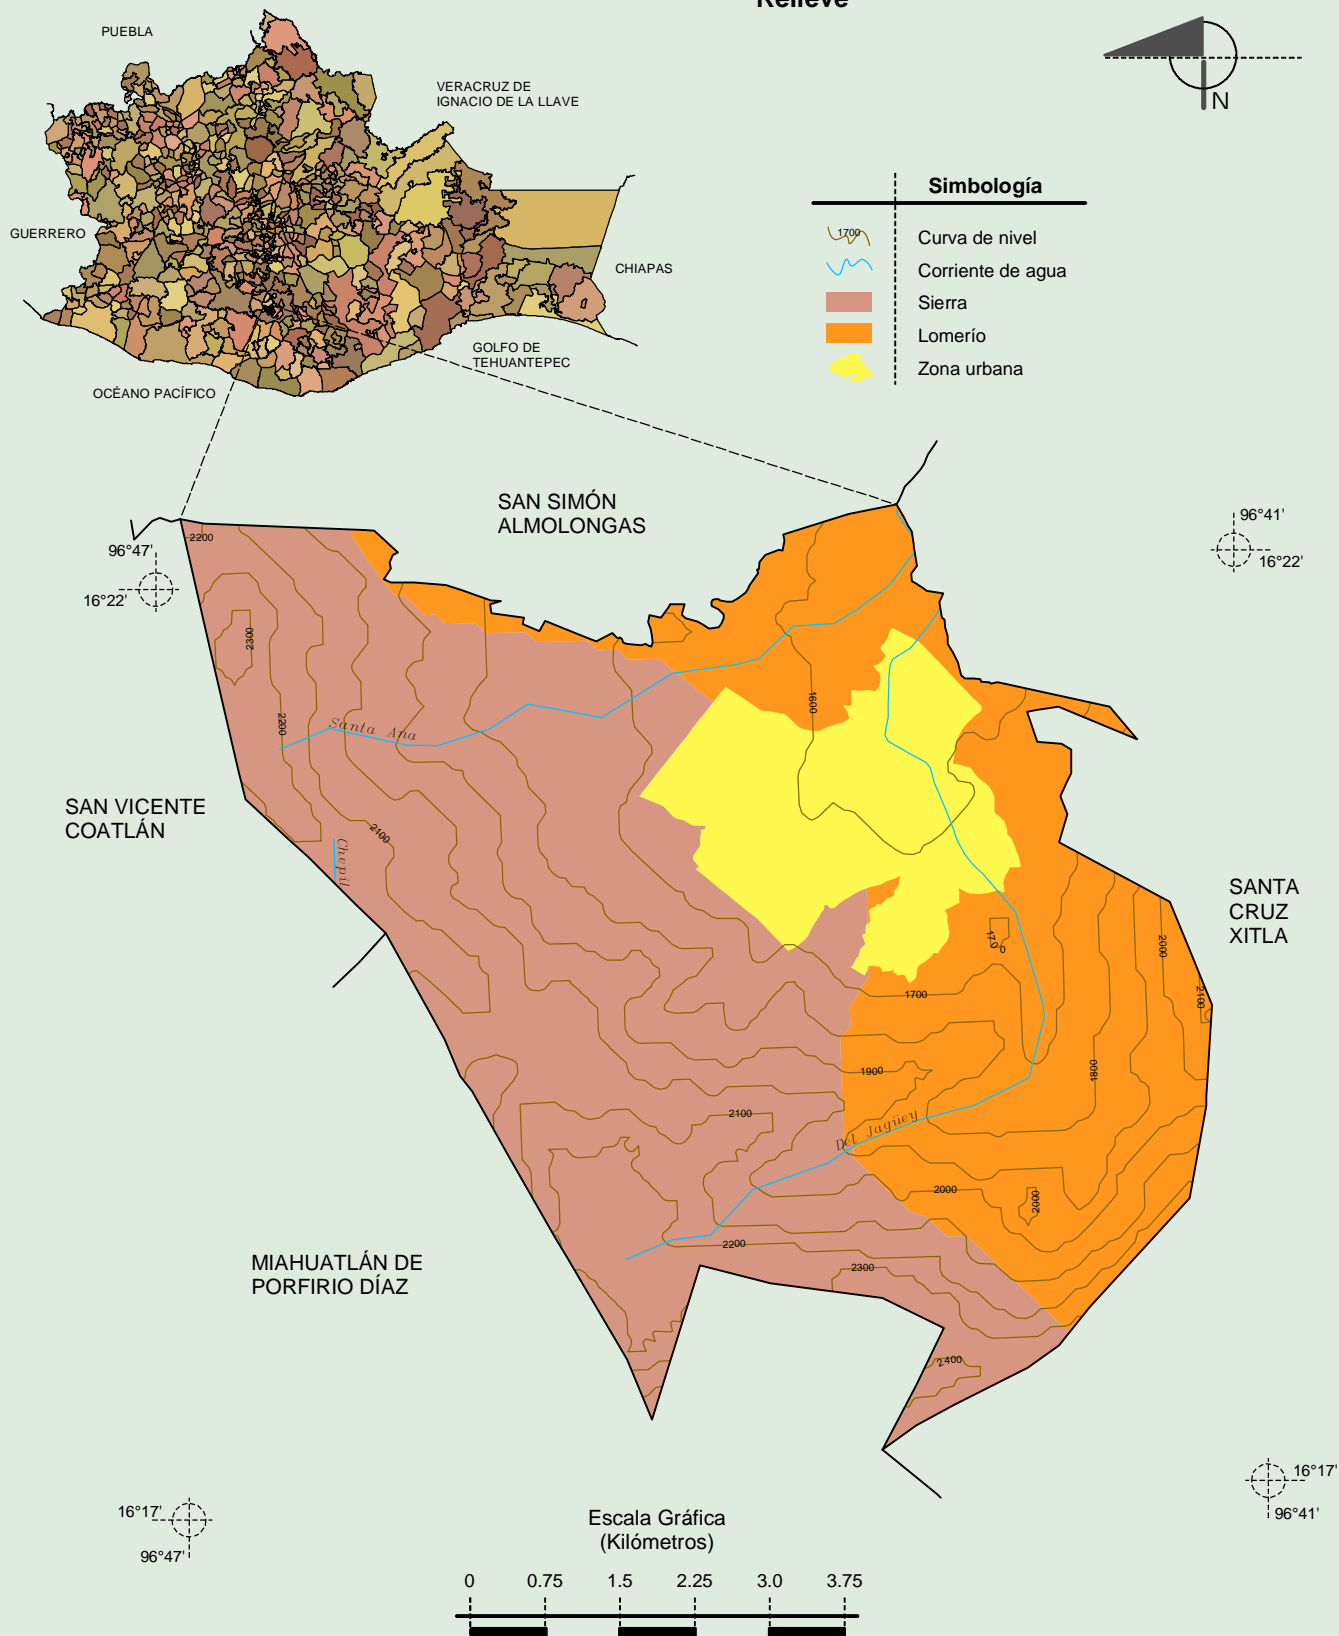 Relieve
PUEBLA
VERACRUZ DE
IGNACIO DE LA LLAVE
GUERRERO
CHIAPAS
GOLFO DE
TEHUANTEPEC
OCÉANO PACÍFICO
N
Simbología
1700
Curva de nivel
Corriente de agua
Sierra
Lomerío
Zona urbana
SAN SIMÓN
ALMOLONGAS
96°47'
16°22'
96°41'
16°22'
2200
2300
2200
Santa Ana
1600
SAN VICENTE
COATLÁN
2100
Chepil
SANTA
CRUZ
XITLA
1700
2000
2100
1700
1900
1800
2100
Del Jagüey
2000
2000
2200
2300
2400
MIAHUATLÁN DE
PORFIRIO DÍAZ
16°17'
96°47'
16°17'
96°41'
Escala Gráfica
(Kilómetros)
0 0.75 1.5 2.25 3.0 3.75